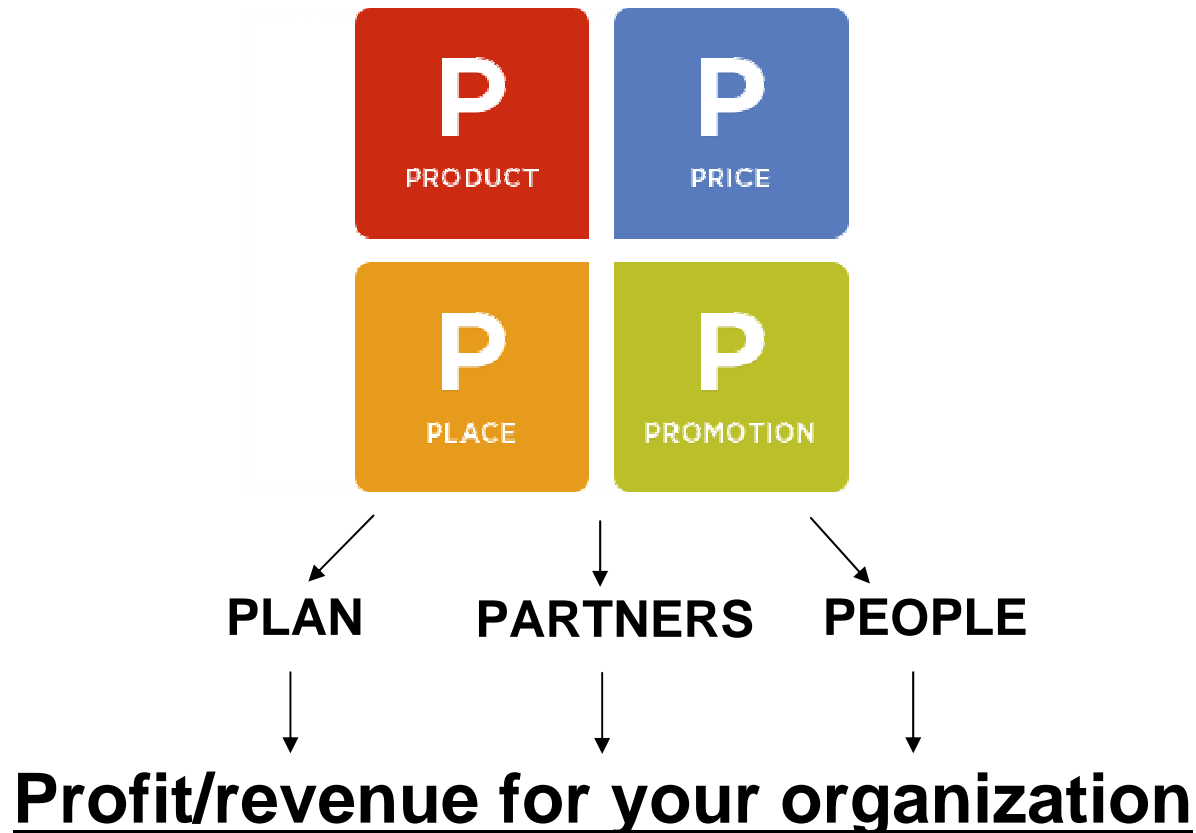 P P
PRODUCT PRICE
P P
PLACE PROMOTION
PLAN PARTNERS PEOPLE
Profit/revenue for your organization